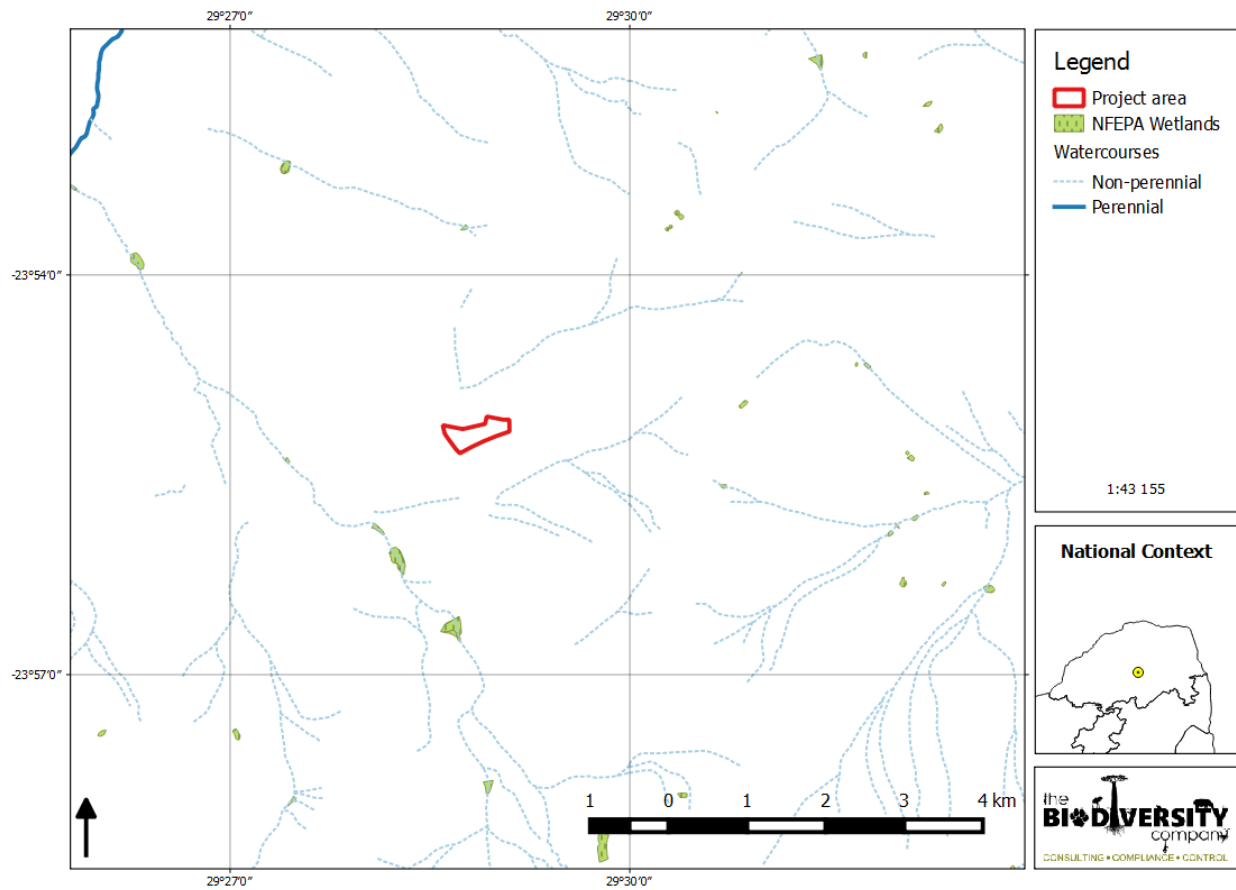 29°27'0"
29°30'0"
-23°54'0"
-23°57'0"
29°27'0"
29°30'0"
1 0 1 2 3 4 km
Legend
Project area
NFEPA Wetlands
Watercourses
Non-perennial
Perennial
1:43 155
National Context
the
BIODIVERSITY
company
CONSULTING • COMPLIANCE • CONTROL